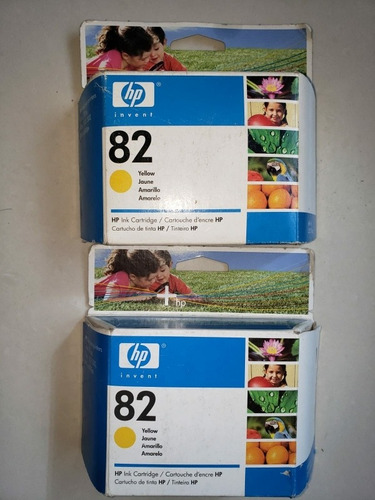 hp
invent
82
Yellow
Jaune
Amarillo
Amarelo
HP Ink Cartridge / Cartouche d'encre HP
Cartucho de tinta HP / Tinteiro HP
+
hp
hp
invent
82
Yellow
Jaune
Amarillo
Amarelo
HP Ink Cartridge / Cartouche d'encre HP
Cartucho de tinta HP / Tinteiro HP